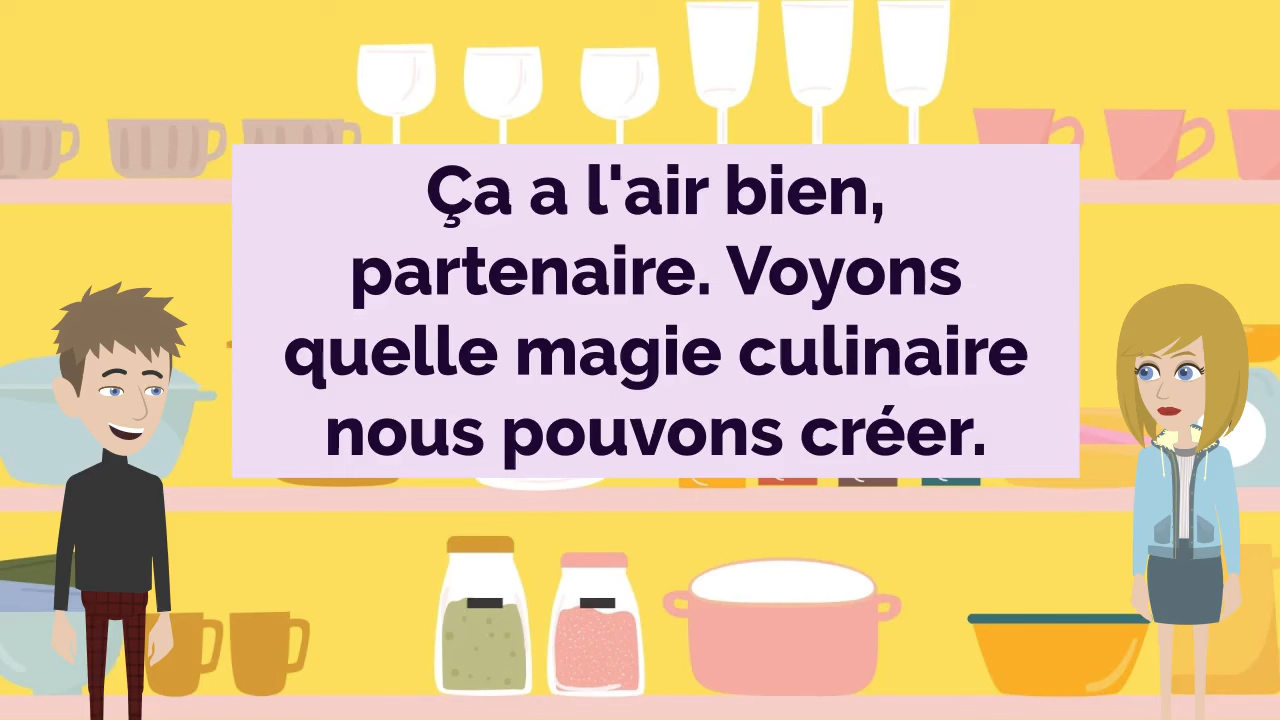 Ça a l'air bien,
partenaire. Voyons
quelle magie culinaire
nous pouvons créer.